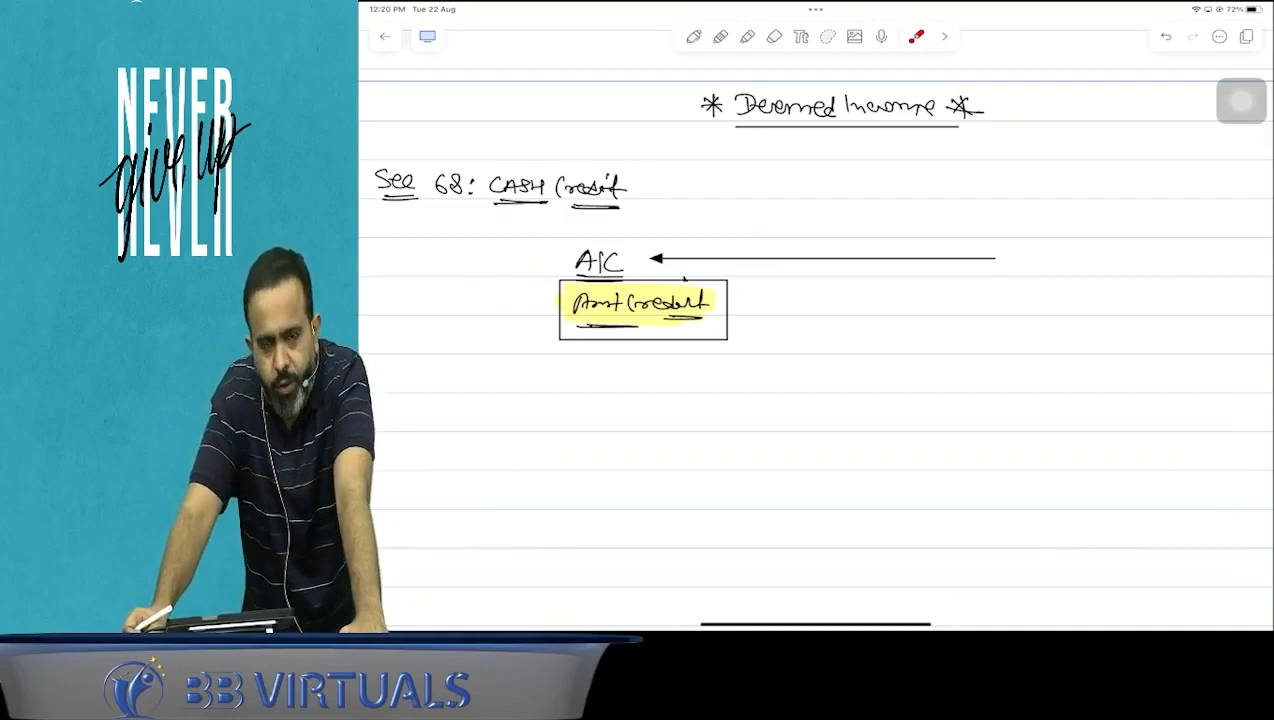 12:20 PM Tue 22 Aug
72%
NEVER
give up
NEVER
* Deemed Income *
Sec 68: CASH Credit
A/C
Amt Credit
BB VIRTUALS